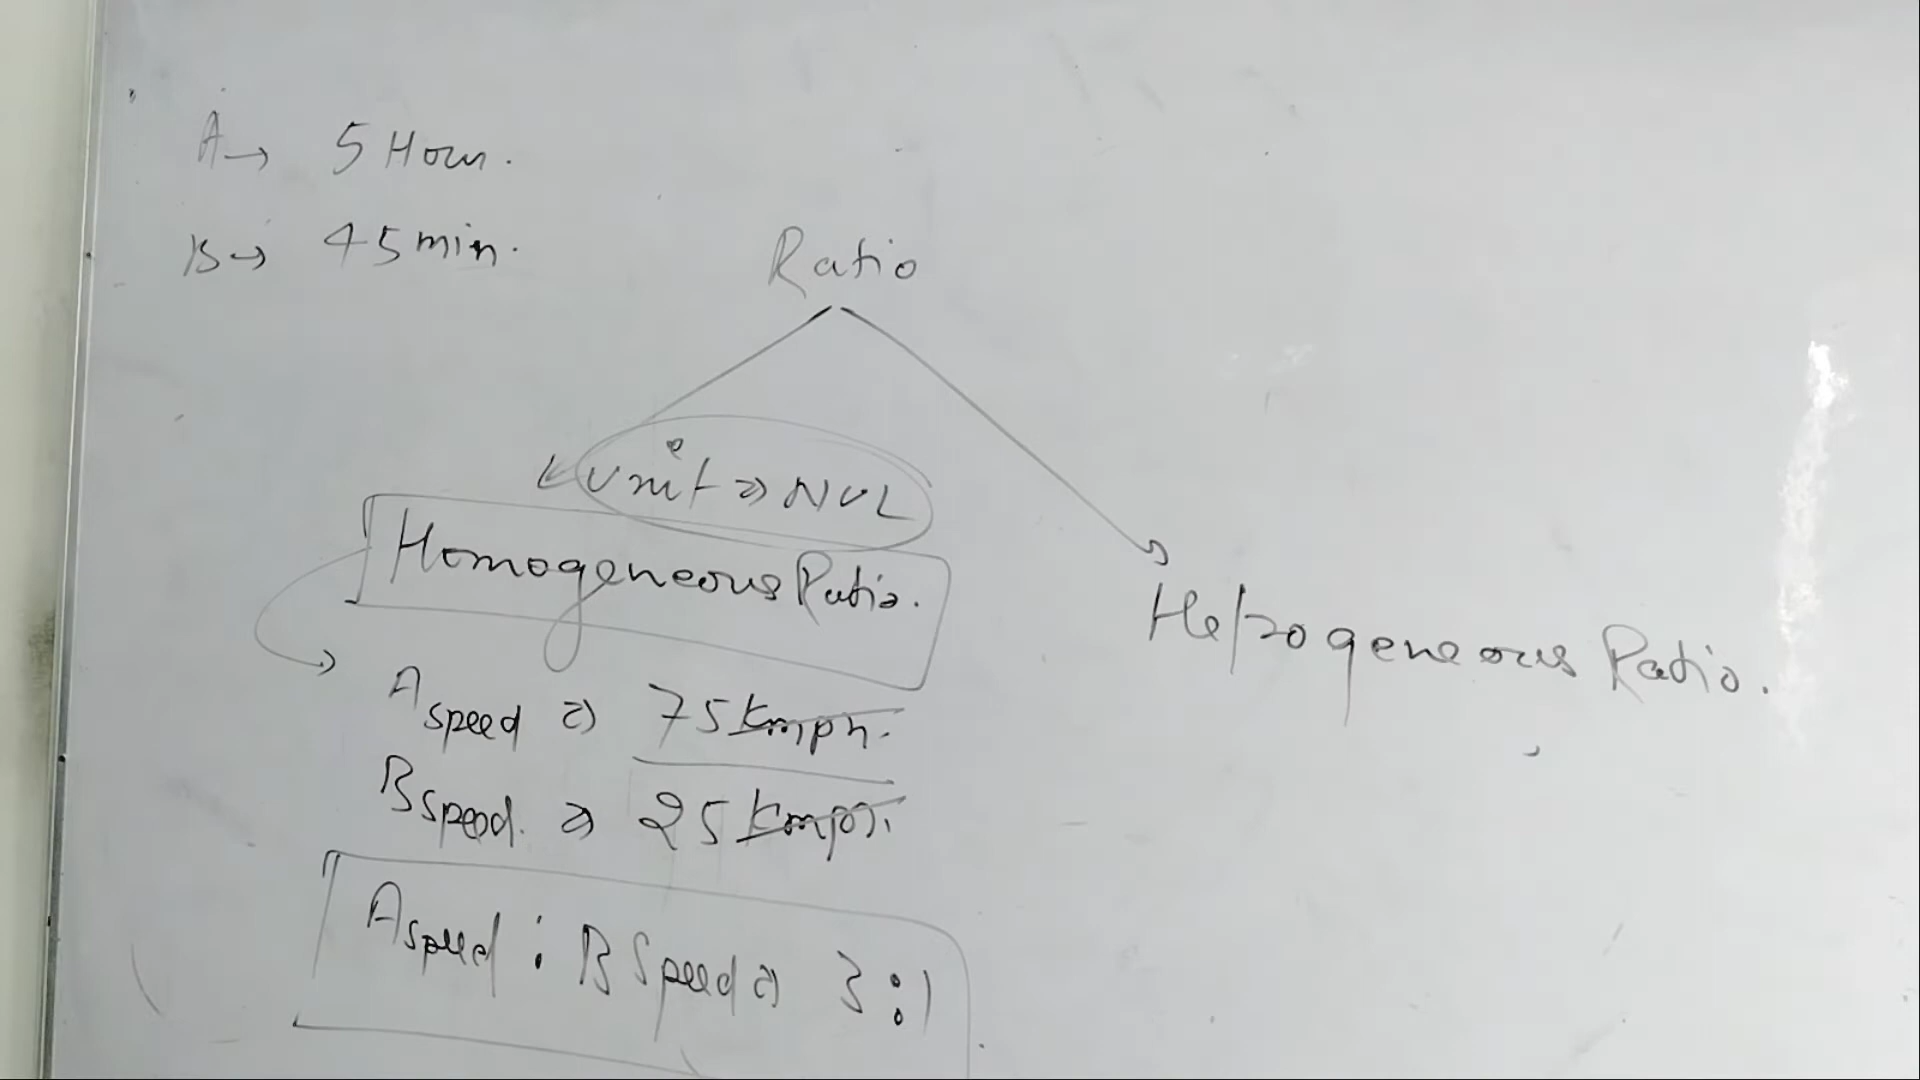 A → 5 Hour.
B → 45 min.
Ratio
Unit ⇒ NUL
Homogeneous Ratio.
Hetrogeneous Ratio.
A speed ⇒ 75 Kmph.
B speed. ⇒ 25 Kmph.
A speed : B Speed ⇒ 3 : 1